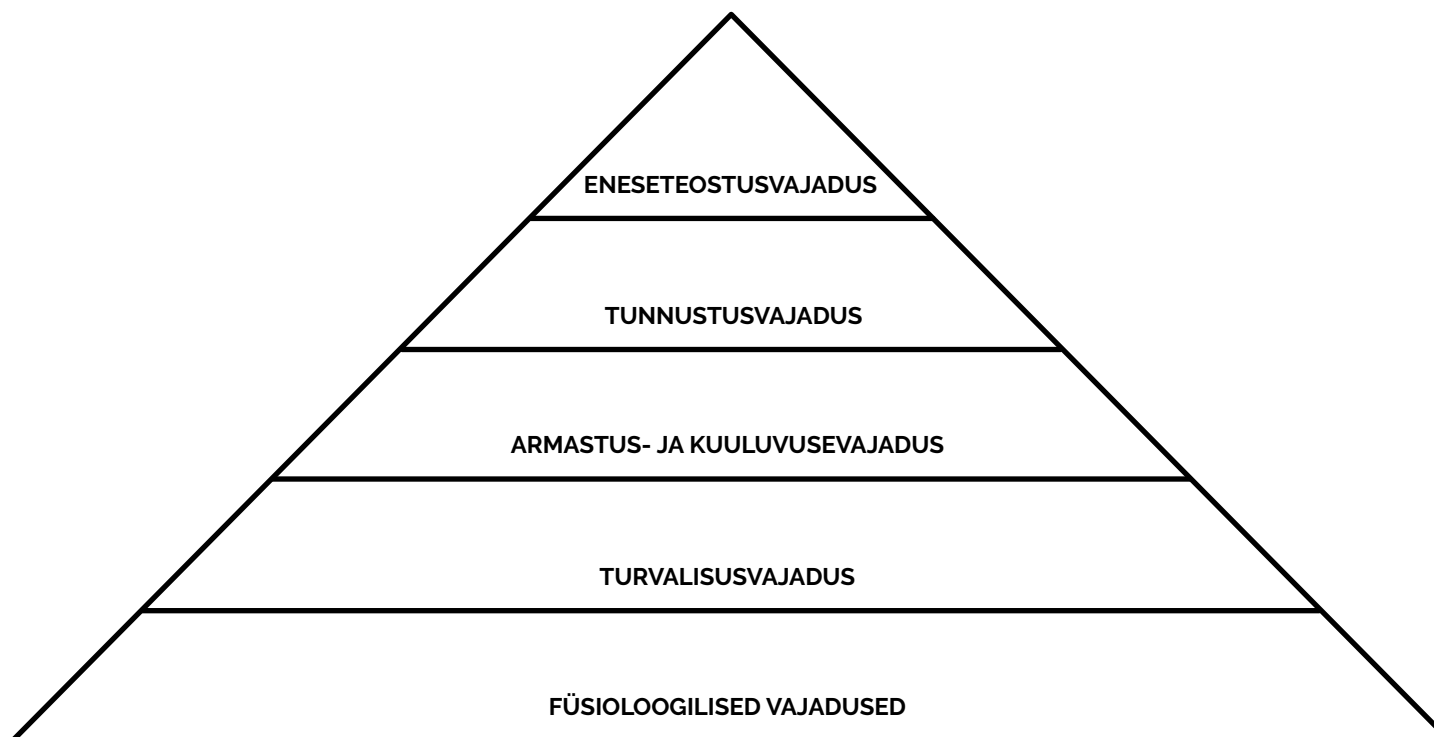 ENESETEOSTUSVAJADUS
TUNNUSTUSVAJADUS
ARMASTUS- JA KUULUVUSEVAJADUS
TURVALISUSVAJADUS
FÜSIOLOOGILISED VAJADUSED